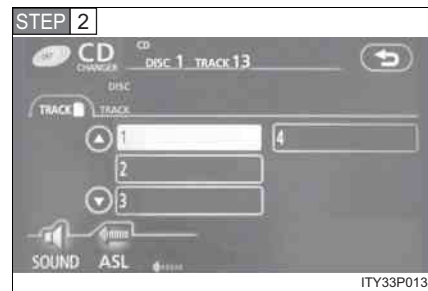 STEP 2
CD
CD
CHANGER
DISC 1 TRACK 13
DISC
TRACK TRACK
1 4
2
3
SOUND ASL
ITY33P013